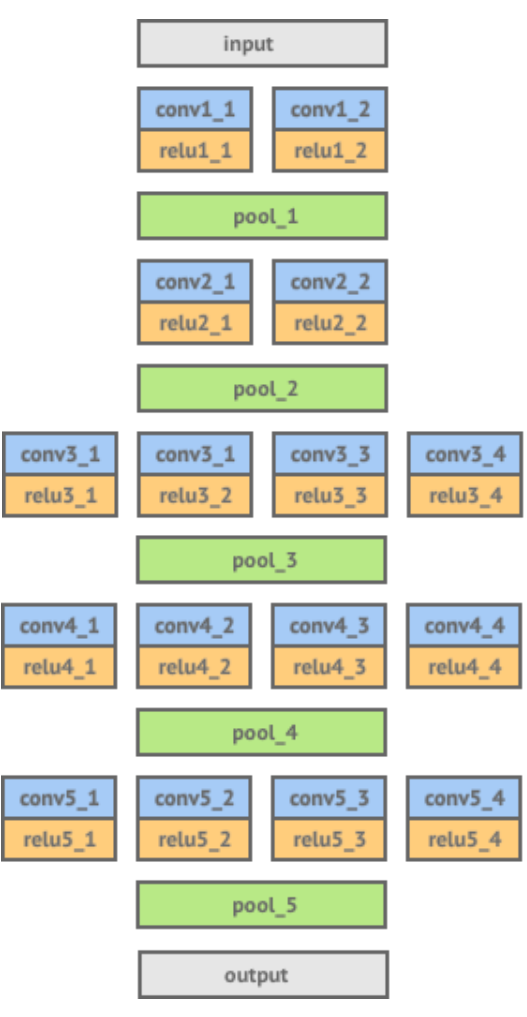 input
conv1_1 conv1_2
relu1_1 relu1_2
pool_1
conv2_1 conv2_2
relu2_1 relu2_2
pool_2
conv3_1 conv3_1 conv3_3 conv3_4
relu3_1 relu3_2 relu3_3 relu3_4
pool_3
conv4_1 conv4_2 conv4_3 conv4_4
relu4_1 relu4_2 relu4_3 relu4_4
pool_4
conv5_1 conv5_2 conv5_3 conv5_4
relu5_1 relu5_2 relu5_3 relu5_4
pool_5
output